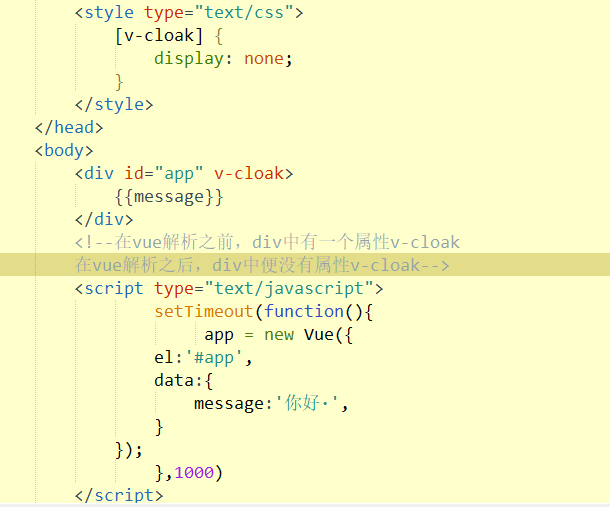 <style type="text/css">
[v-cloak] {
display: none;
}
</style>
</head>
<body>
<div id="app" v-cloak>
{{message}}
</div>
<!--在vue解析之前，div中有一个属性v-cloak
在vue解析之后，div中便没有属性v-cloak-->
<script type="text/javascript">
setTimeout(function(){
app = new Vue({
el:'#app',
data:{
message:'你好·',
}
});
},1000)
</script>